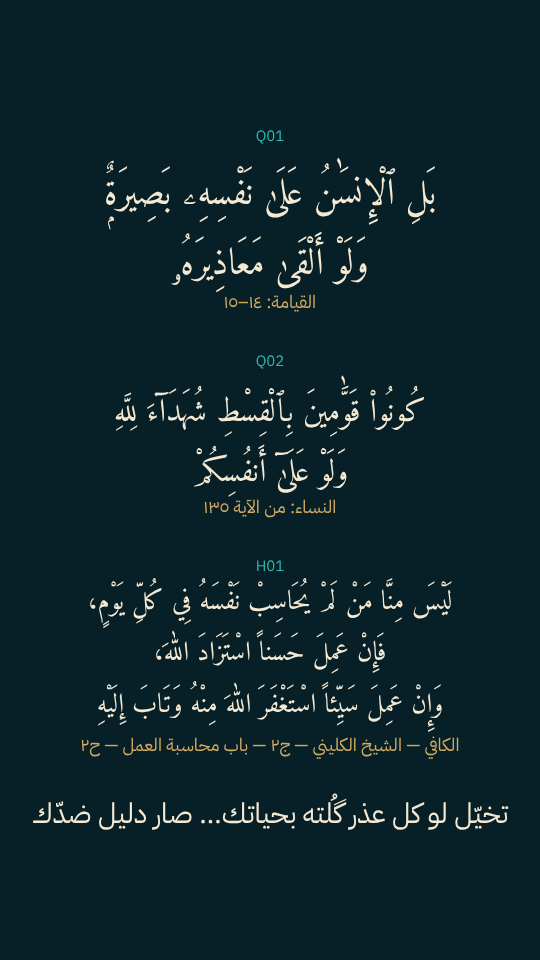 Q01
بَلِ ٱلْإِنسَٰنُ عَلَىٰ نَفْسِهِۦ بَصِيرَةٌۭ
وَلَوْ أَلْقَىٰ مَعَاذِيرَهُۥ
القيامة: ١٤–١٥
Q02
كُونُوا۟ قَوَّٰمِينَ بِٱلْقِسْطِ شُهَدَآءَ لِلَّهِ
وَلَوْ عَلَىٰٓ أَنفُسِكُمْ
النساء: من الآية ١٣٥
H01
لَيْسَ مِنَّا مَنْ لَمْ يُحَاسِبْ نَفْسَهُ فِي كُلِّ يَوْمٍ،
فَإِنْ عَمِلَ حَسَناً اسْتَزَادَ اللهَ،
وَإِنْ عَمِلَ سَيِّئاً اسْتَغْفَرَ اللهَ مِنْهُ وَتَابَ إِلَيْهِ
الكافي — الشيخ الكليني — ج٢ — باب محاسبة العمل — ح٢
تخيّل لو كل عذر گُلته بحياتك... صار دليل ضدّك